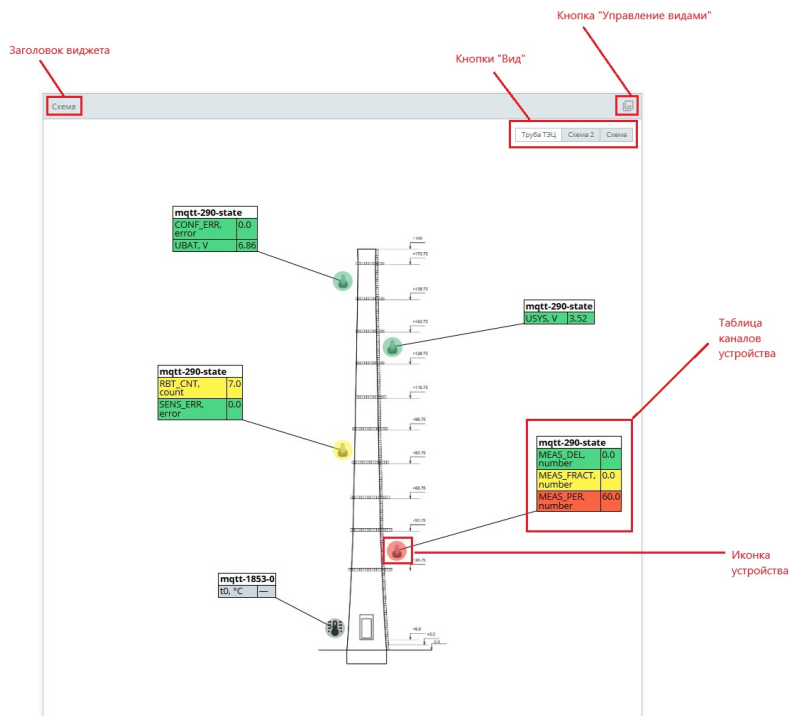 Кнопка "Управление видами"
Заголовок виджета
Кнопки "Вид"
Схема
Труба ТЭЦ Схема 2 Схема
mqtt-290-state
CONF_ERR, error 0.0
UBAT, V 6.86
mqtt-290-state
USYS, V 3.52
Таблица
каналов
устройства
mqtt-290-state
RBT_CNT, count 7.0
SENS_ERR, error 0.0
mqtt-290-state
MEAS_DEL, number 0.0
MEAS_FRACT, number 0.0
MEAS_PER, number 60.0
Иконка
устройства
mqtt-1853-0
t0, °C —